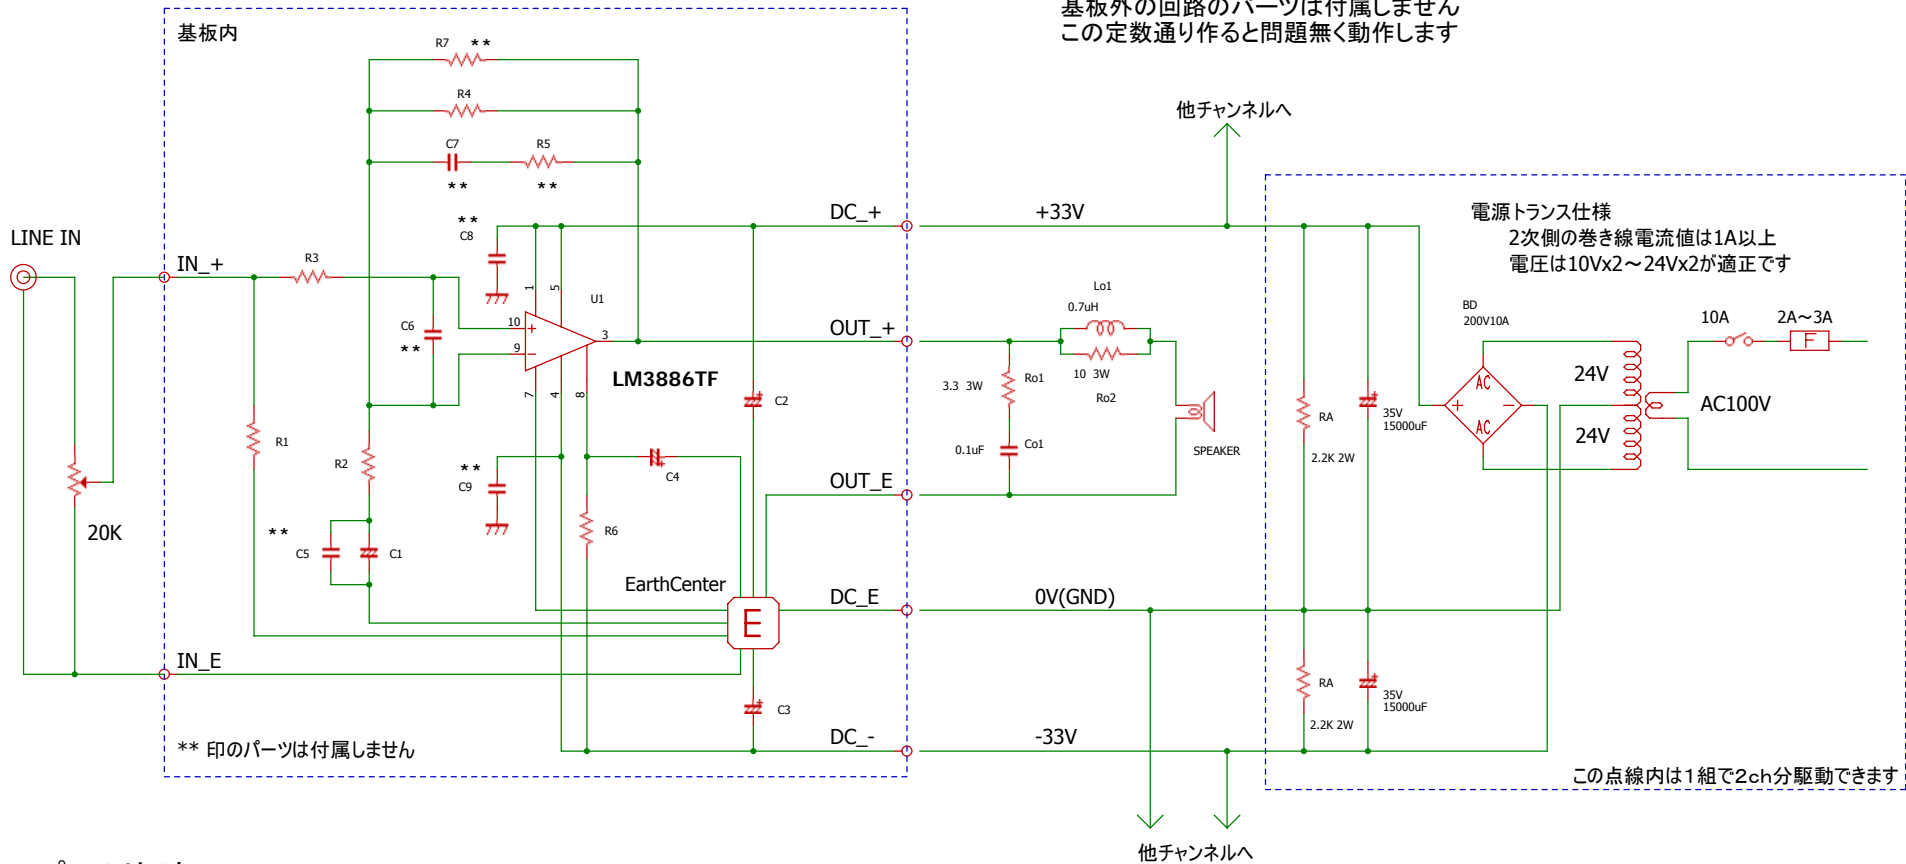 基板外の回路のパーツは付属しません
この定数通り作ると問題無く動作します
基板内
R7 **
R4
C7
R5
**
**
他チャンネルへ
**
C8
DC_+
+33V
電源トランス仕様
2次側の巻き線電流値は1A以上
電圧は10Vx2～24Vx2が適正です
LINE IN
IN_+
R3
1
5
U1
Lo1
0.7uH
BD
200V10A
10A
2A～3A
F
C6
**
10
+
9
−
3
OUT_+
LM3886TF
7
4
8
3.3 3W
Ro1
10 3W
Ro2
AC
24V
+
−
AC100V
C2
RA
35V
15000uF
AC
24V
R1
R2
**
C9
C4
0.1uF
Co1
SPEAKER
2.2K 2W
OUT_E
20K
**
C5
C1
R6
EarthCenter
E
DC_E
0V(GND)
IN_E
C3
RA
35V
15000uF
2.2K 2W
** 印のパーツは付属しません
DC_-
-33V
この点線内は１組で２ch分駆動できます
他チャンネルへ